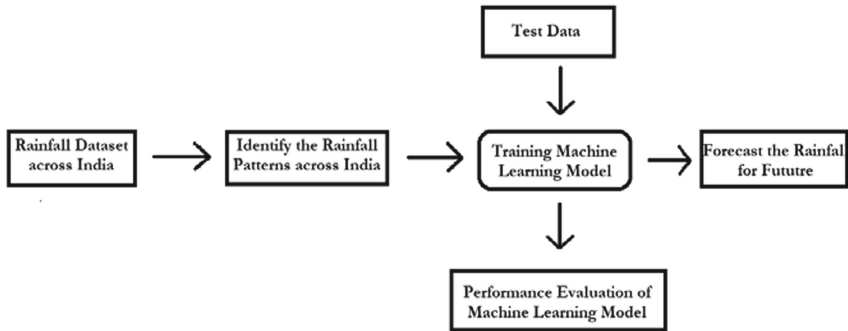 Test Data
Rainfall Dataset
across India
Identify the Rainfall
Patterns across India
Training Machine
Learning Model
Forecast the Rainfal
for Fututre
Performance Evaluation of
Machine Learning Model